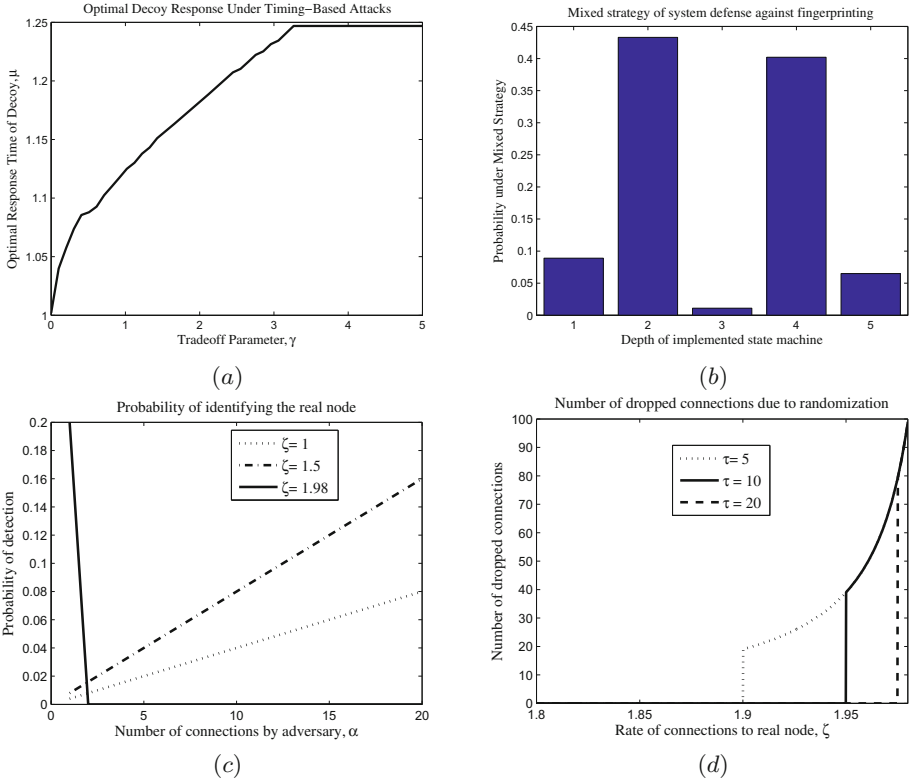 Optimal Decoy Response Under Timing−Based Attacks
1.25
1.2
1.15
1.1
1.05
1
Optimal Response Time of Decoy, μ
0 1 2 3 4 5
Tradeoff Parameter, γ
(a)
Mixed strategy of system defense against fingerprinting
0.45
0.4
0.35
0.3
0.25
0.2
0.15
0.1
0.05
0
Probability under Mixed Strategy
1 2 3 4 5
Depth of implemented state machine
(b)
Probability of identifying the real node
0.2
0.18
0.16
0.14
0.12
0.1
0.08
0.06
0.04
0.02
0
Probability of detection
ζ= 1
ζ= 1.5
ζ= 1.98
0 5 10 15 20
Number of connections by adversary, α
(c)
Number of dropped connections due to randomization
100
90
80
70
60
50
40
30
20
10
0
Number of dropped connections
τ= 5
τ = 10
τ = 20
1.8 1.85 1.9 1.95
Rate of connections to real node, ζ
(d)